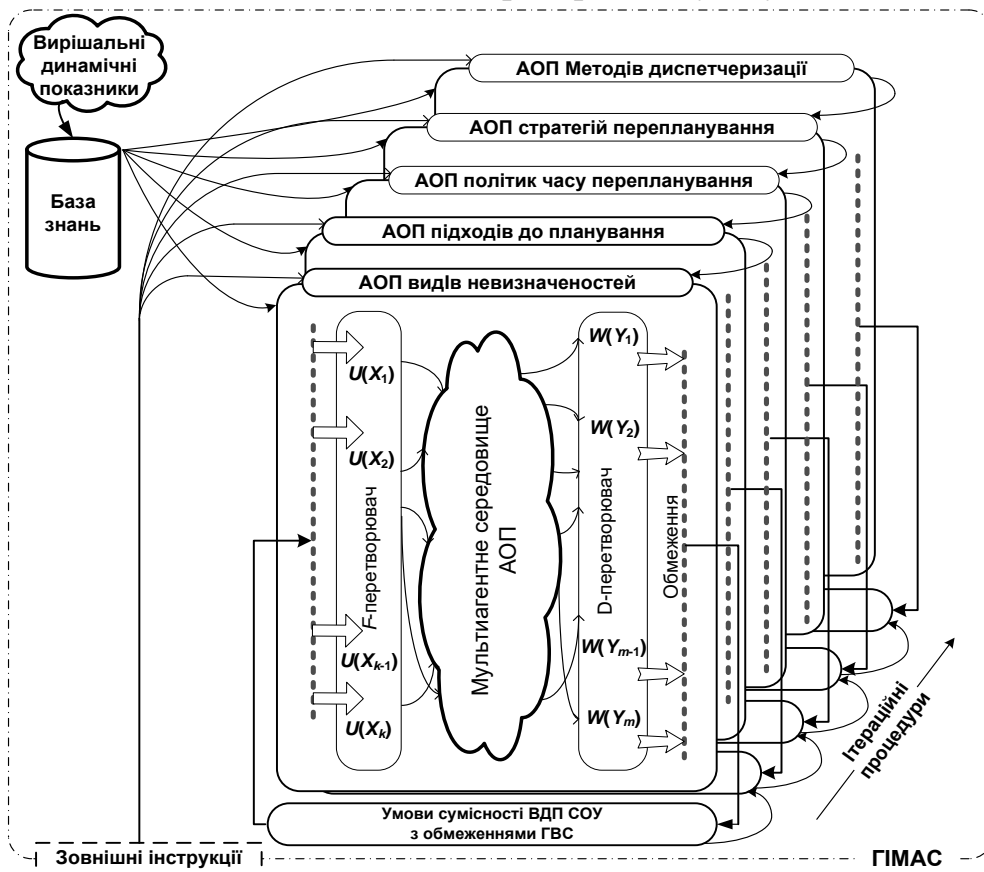 Вирішальні
динамічні
показники
База
знань
АОП Методів диспетчеризації
АОП стратегій перепланування
АОП політик часу перепланування
АОП підходів до планування
АОП видІв невизначеностей
U(X1)
U(X2)
U(Xk-1)
U(Xk)
F-перетворювач
Мультиагентне середовище
АОП
W(Y1)
W(Y2)
W(Ym-1)
W(Ym)
D-перетворювач
Обмеження
Ітераційні
процедури
Умови сумісності ВДП СОУ
з обмеженнями ГВС
Зовнішні інструкції
ГІМАС